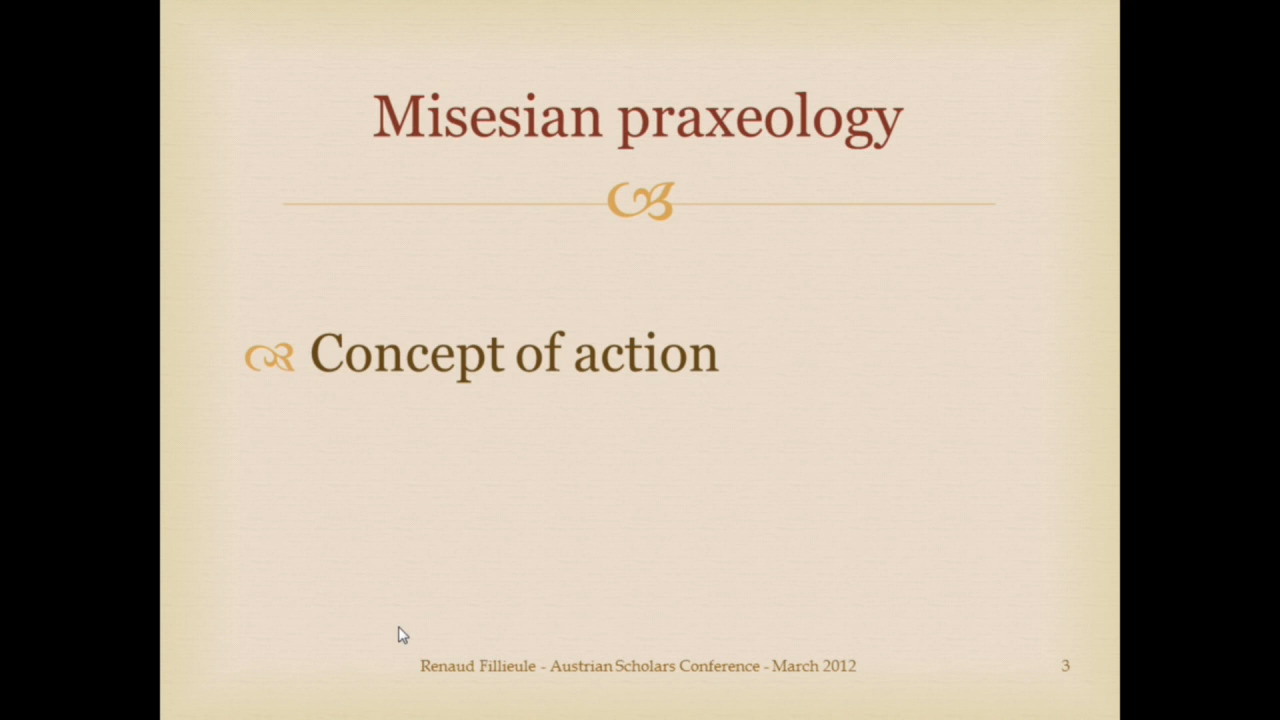 Misesian praxeology
Concept of action
Renaud Fillieule - Austrian Scholars Conference - March 2012 3